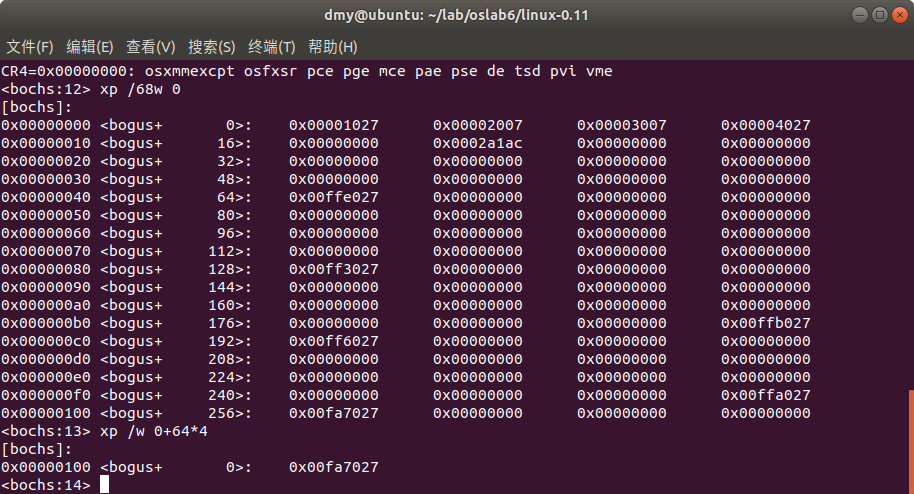 dmy@ubuntu: ~/lab/oslab6/linux-0.11
文件(F) 编辑(E) 查看(V) 搜索(S) 终端(T) 帮助(H)
CR4=0x00000000: osxmmexcpt osfxsr pce pge mce pae pse de tsd pvi vme
<bochs:12> xp /68w 0
[bochs]:
0x00000000 <bogus+       0>:    0x00001027      0x00002007      0x00003007      0x00004027
0x00000010 <bogus+      16>:    0x00000000      0x0002a1ac      0x00000000      0x00000000
0x00000020 <bogus+      32>:    0x00000000      0x00000000      0x00000000      0x00000000
0x00000030 <bogus+      48>:    0x00000000      0x00000000      0x00000000      0x00000000
0x00000040 <bogus+      64>:    0x00ffe027      0x00000000      0x00000000      0x00000000
0x00000050 <bogus+      80>:    0x00000000      0x00000000      0x00000000      0x00000000
0x00000060 <bogus+      96>:    0x00000000      0x00000000      0x00000000      0x00000000
0x00000070 <bogus+     112>:    0x00000000      0x00000000      0x00000000      0x00000000
0x00000080 <bogus+     128>:    0x00ff3027      0x00000000      0x00000000      0x00000000
0x00000090 <bogus+     144>:    0x00000000      0x00000000      0x00000000      0x00000000
0x000000a0 <bogus+     160>:    0x00000000      0x00000000      0x00000000      0x00000000
0x000000b0 <bogus+     176>:    0x00000000      0x00000000      0x00000000      0x00ffb027
0x000000c0 <bogus+     192>:    0x00ff6027      0x00000000      0x00000000      0x00000000
0x000000d0 <bogus+     208>:    0x00000000      0x00000000      0x00000000      0x00000000
0x000000e0 <bogus+     224>:    0x00000000      0x00000000      0x00000000      0x00000000
0x000000f0 <bogus+     240>:    0x00000000      0x00000000      0x00000000      0x00ffa027
0x00000100 <bogus+     256>:    0x00fa7027      0x00000000      0x00000000      0x00000000
<bochs:13> xp /w 0+64*4
[bochs]:
0x00000100 <bogus+       0>:    0x00fa7027
<bochs:14>